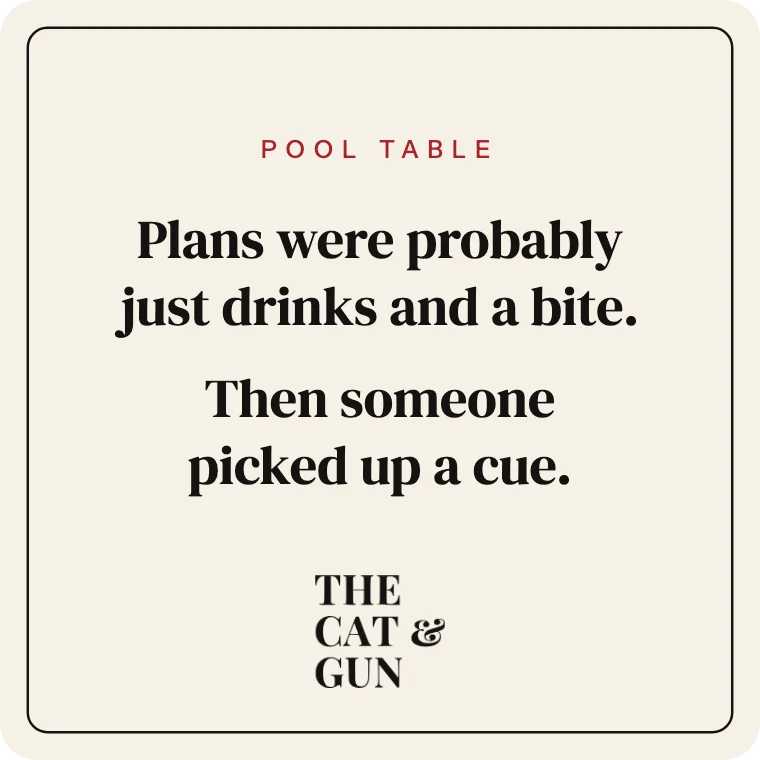 POOL TABLE
Plans were probably
just drinks and a bite.
Then someone
picked up a cue.
THE
CAT &
GUN